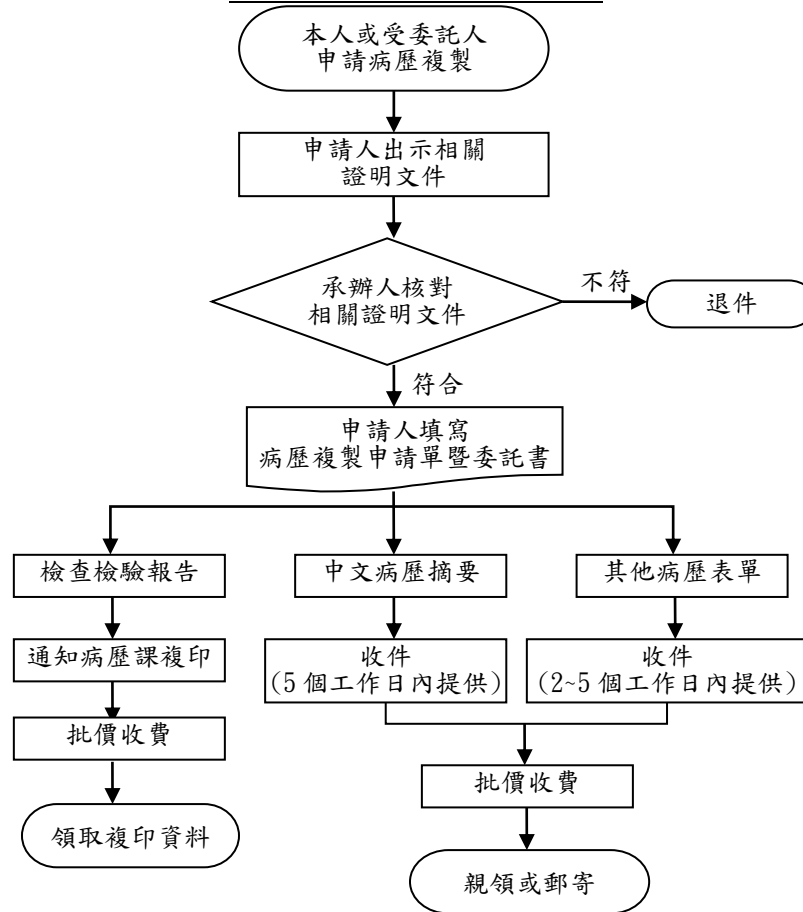 本人或受委託人
申請病歷複製
申請人出示相關
證明文件
承辦人核對
相關證明文件
不符
退件
符合
申請人填寫
病歷複製申請單暨委託書
檢查檢驗報告
中文病歷摘要
其他病歷表單
通知病歷課複印
收件
(5 個工作日內提供)
收件
(2~5 個工作日內提供)
批價收費
批價收費
領取複印資料
親領或郵寄